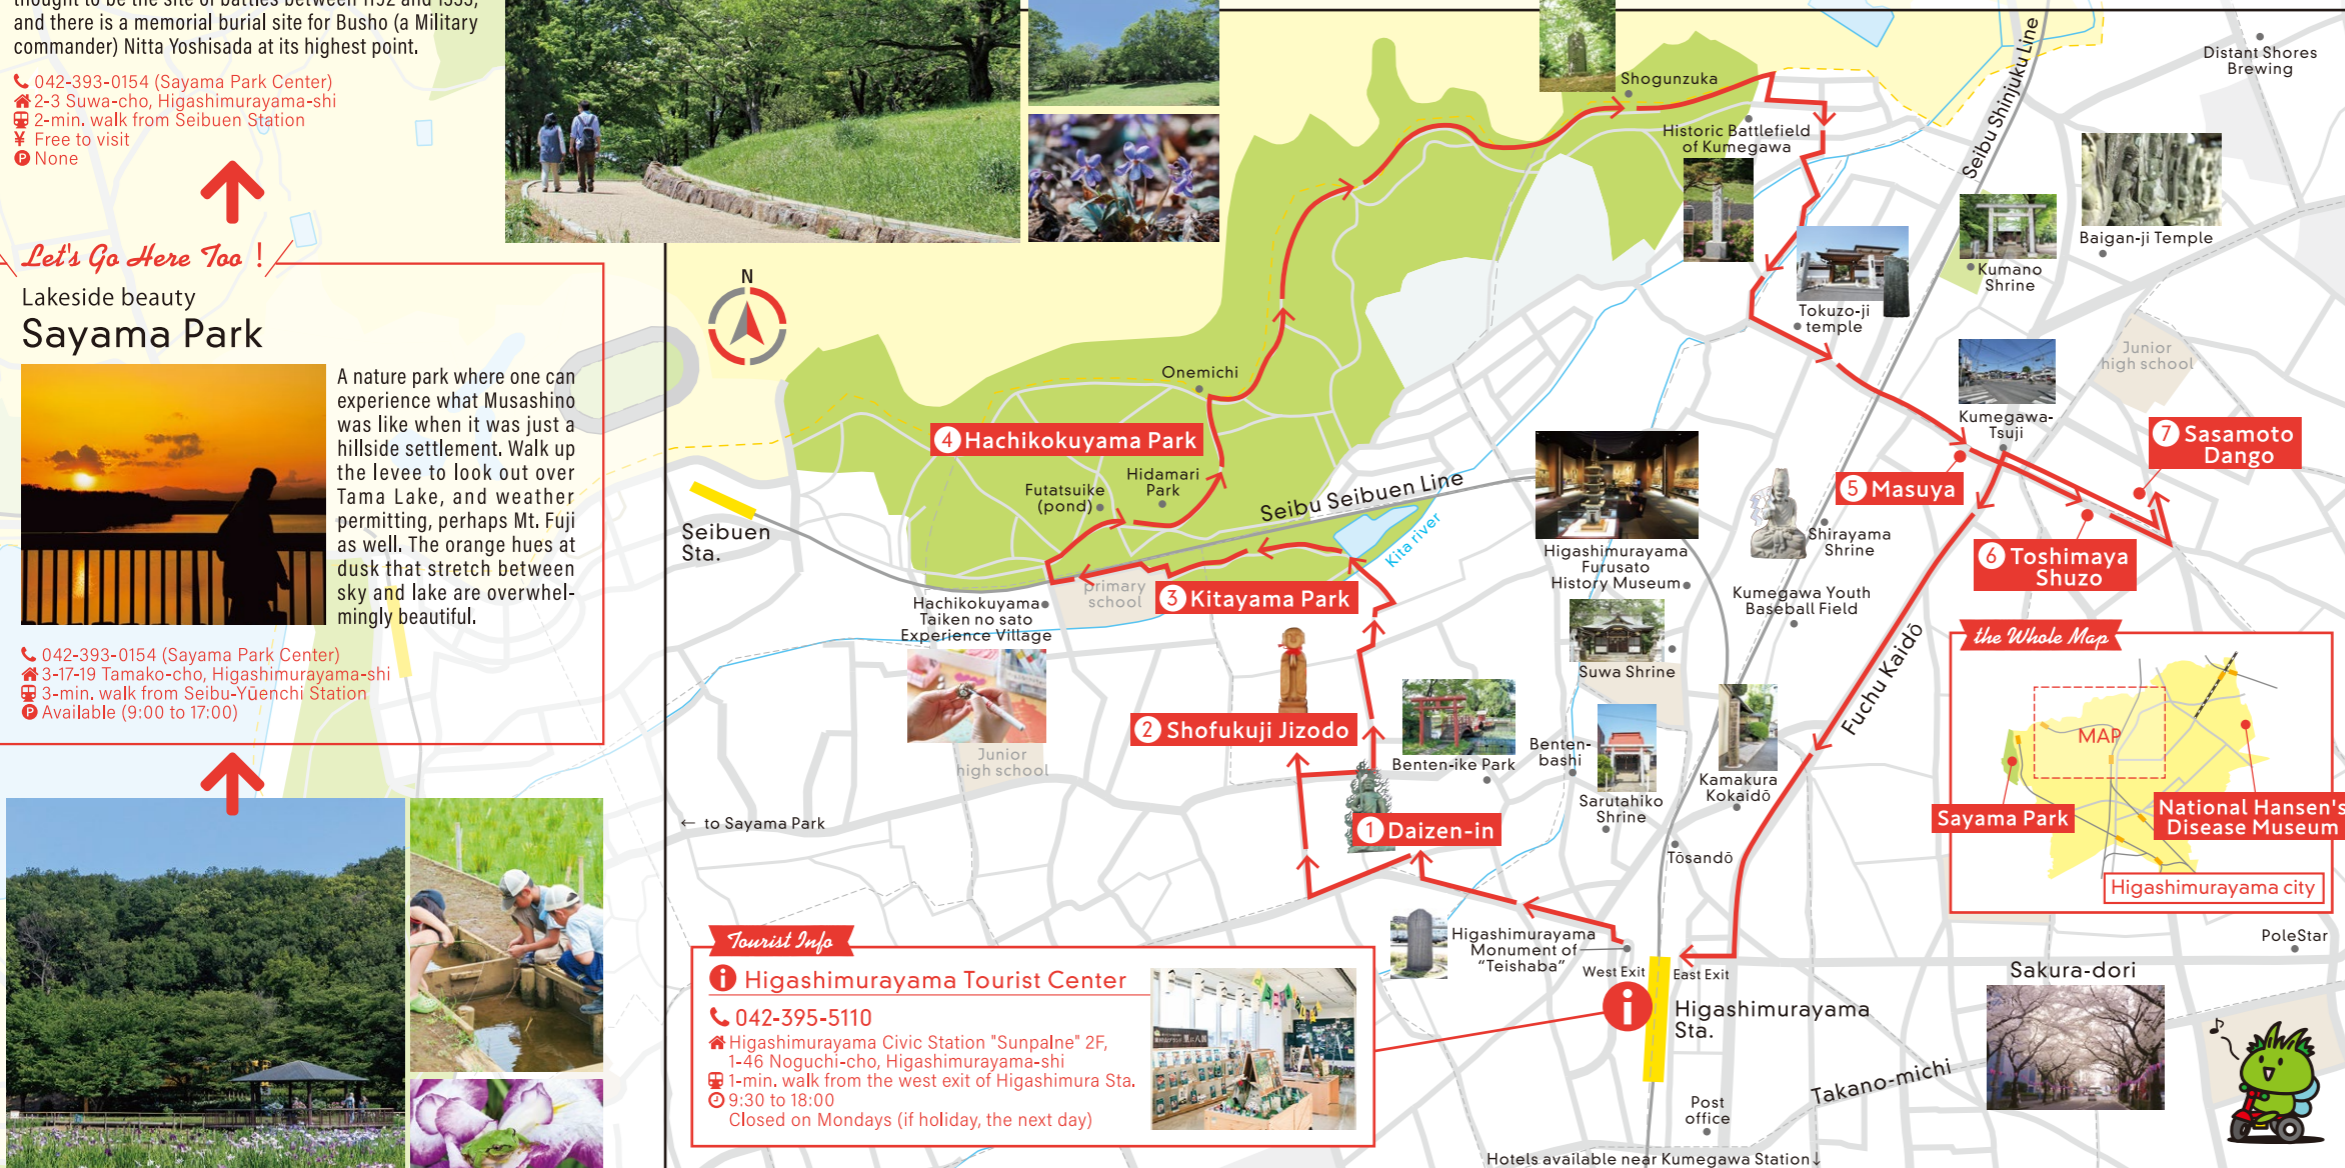 thought to be the site of battles between 1192 and 1333,
and there is a memorial burial site for Busho (a Military
commander) Nitta Yoshisada at its highest point.
042-393-0154 (Sayama Park Center)
2-3 Suwa-cho, Higashimurayama-shi
2-min. walk from Seibuen Station
¥ Free to visit
P None
Let's Go Here Too !
Lakeside beauty
Sayama Park
A nature park where one can
experience what Musashino
was like when it was just a
hillside settlement. Walk up
the levee to look out over
Tama Lake, and weather
permitting, perhaps Mt. Fuji
as well. The orange hues at
dusk that stretch between
sky and lake are overwhel-
mingly beautiful.
042-393-0154 (Sayama Park Center)
3-17-19 Tamako-cho, Higashimurayama-shi
3-min. walk from Seibu-Yūenchi Station
P Available (9:00 to 17:00)
N
Shogunzuka
Historic Battlefield
of Kumegawa
Seibu Shinjuku Line
Distant Shores
Brewing
Baigan-ji Temple
Kumano
Shrine
Tokuzo-ji
temple
Junior
high school
Kumegawa-
Tsuji
Onemichi
4 Hachikokuyama Park
Hidamari
Park
Futatsuike
(pond)
Seibu Seibuen Line
Kita river
Seibuen
Sta.
primary
school
3 Kitayama Park
Hachikokuyama
Taiken no sato
Experience Village
Junior
high school
2 Shofukuji Jizodo
1 Daizen-in
← to Sayama Park
Benten-ike Park
Benten-
bashi
Higashimurayama
Furusato
History Museum
Suwa Shrine
Sarutahiko
Shrine
Shirayama
Shrine
Kumegawa Youth
Baseball Field
Kamakura
Kokaidō
Tōsandō
Fuchu Kaidō
5 Masuya
6 Toshimaya
Shuzo
7 Sasamoto
Dango
the Whole Map
MAP
Sayama Park
National Hansen's
Disease Museum
Higashimurayama city
Higashimurayama
Monument of
"Teishaba"
West Exit
East Exit
i
Higashimurayama
Sta.
Post
office
Takano-michi
Sakura-dori
PoleStar
Hotels available near Kumegawa Station↓
Tourist Info
i Higashimurayama Tourist Center
042-395-5110
Higashimurayama Civic Station "Sunpalne" 2F,
1-46 Noguchi-cho, Higashimurayama-shi
1-min. walk from the west exit of Higashimura Sta.
9:30 to 18:00
Closed on Mondays (if holiday, the next day)